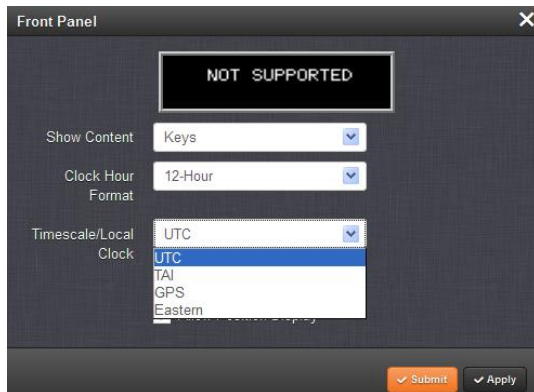 Front Panel
NOT SUPPORTED
Show Content
Keys
Clock Hour
Format
12-Hour
Timescale/Local
Clock
UTC
UTC
TAI
GPS
Eastern
Display
Submit
Apply